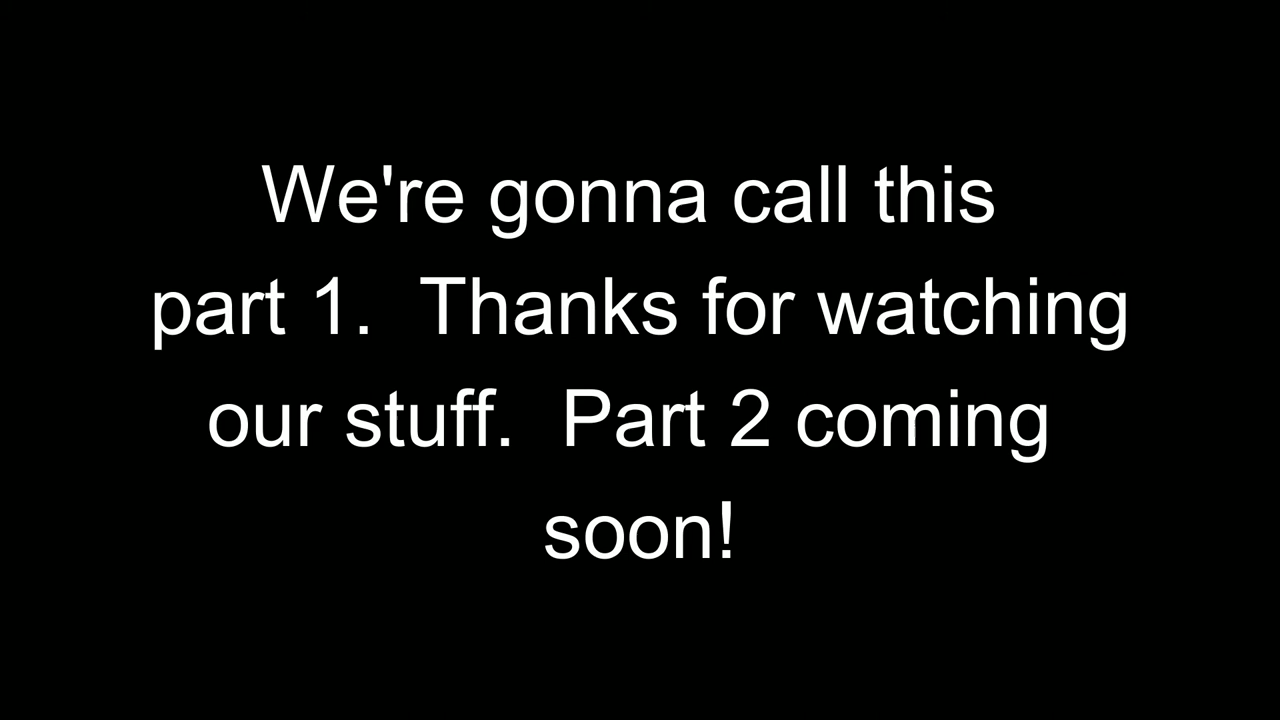 We're gonna call this
part 1.  Thanks for watching
our stuff.  Part 2 coming
soon!